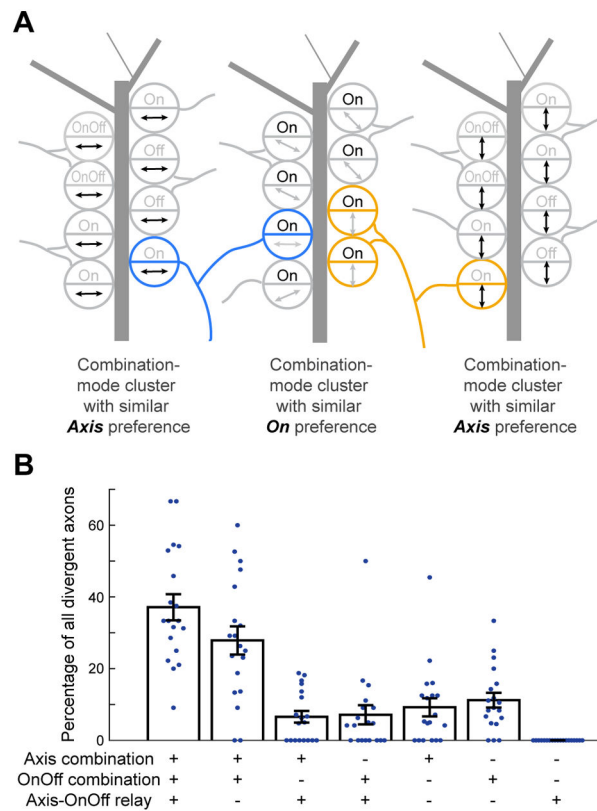 A
On
OnOff
Off
OnOff
Off
On
On
On
On
On
On
On
On
On
On
On
On
On
OnOff
On
OnOff
Off
On
Off
On
Combination-
mode cluster
with similar
Axis preference
Combination-
mode cluster
with similar
On preference
Combination-
mode cluster
with similar
Axis preference
B
Percentage of all divergent axons
60
40
20
0
Axis combination + + + - + - -
OnOff combination + + - + - + -
Axis-OnOff relay + - + + - - +